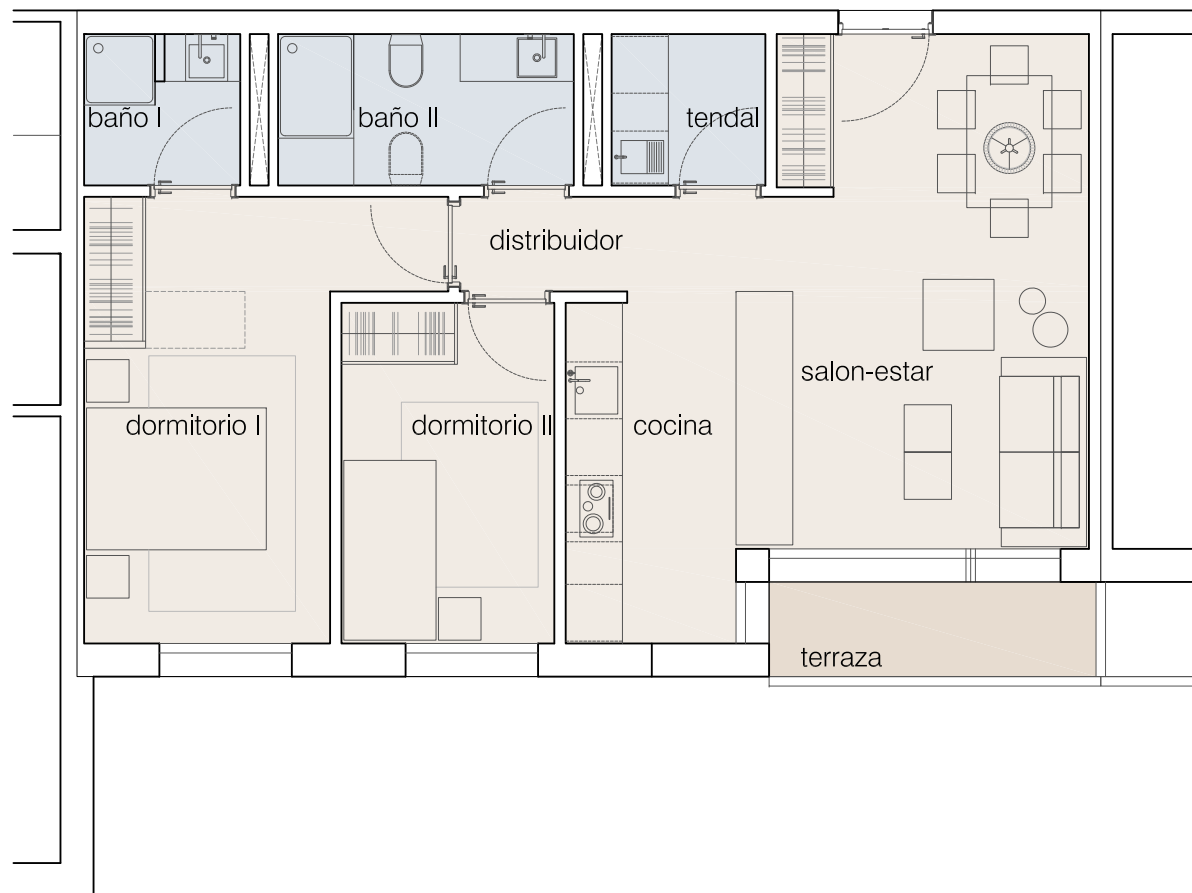 baño I
baño II
tendal
distribuidor
salon-estar
dormitorio I
dormitorio II
cocina
terraza